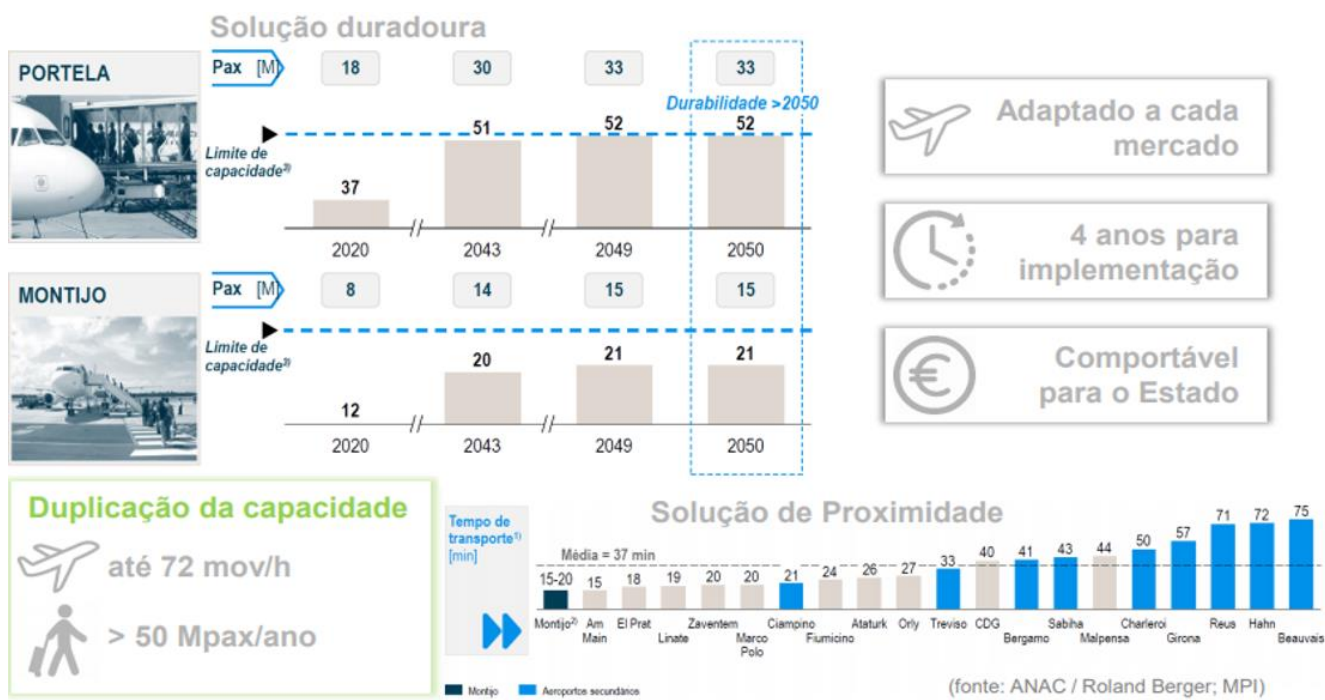 Solução duradoura
PORTELA
Pax [M]
18
30
33
33
Durabilidade >2050
Limite de
capacidade³⁾
37
51
52
52
2020
2043
2049
2050
MONTIJO
Pax [M]
8
14
15
15
Limite de
capacidade³⁾
12
20
21
21
2020
2043
2049
2050
Adaptado a cada
mercado
4 anos para
implementação
Comportável
para o Estado
Duplicação da capacidade
até 72 mov/h
> 50 Mpax/ano
Solução de Proximidade
Tempo de
transporte¹⁾
[min]
Média = 37 min
15-20
15
18
19
20
20
21
24
26
27
33
40
41
43
44
50
57
71
72
75
Montijo²⁾
Am
Main
El Prat
Linate
Zaventem
Marco
Polo
Ciampino
Fiumicino
Ataturk
Orly
Treviso
CDG
Bergamo
Sabiha
Malpensa
Charleroi
Girona
Reus
Hahn
Beauvais
Montijo
Aeroportos secundários
(fonte: ANAC / Roland Berger; MPI)